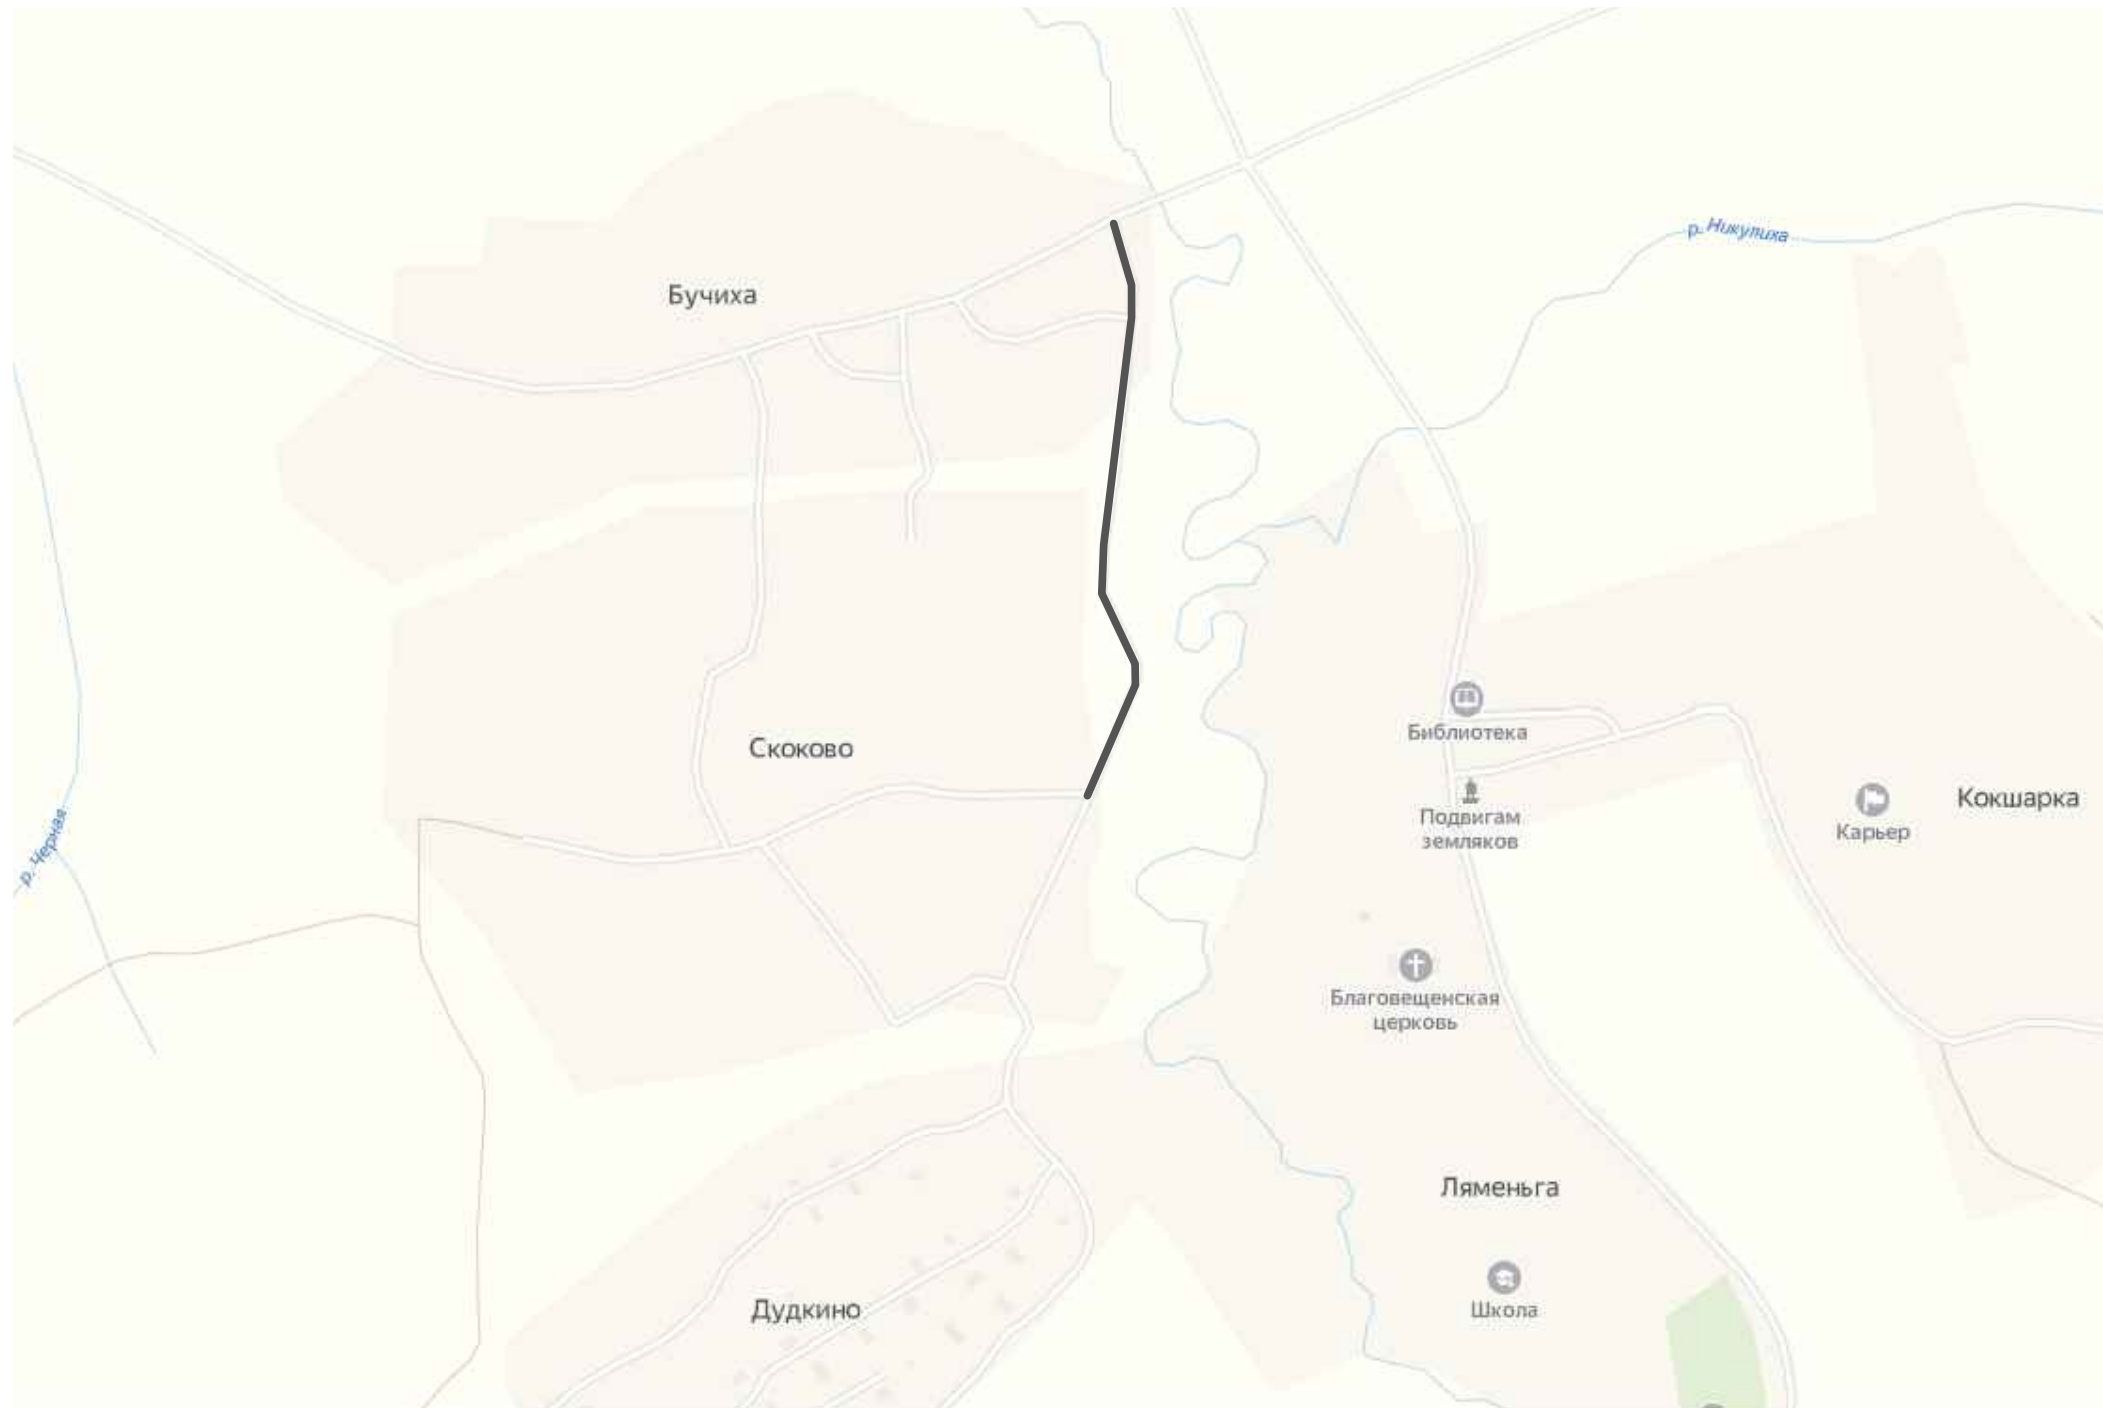 р. Никулиха
Бучиха
Библиотека
Скоково
Подвигам
земляков
Кокшарка
Карьер
р. Черная
Благовещенская
церковь
Ляменьга
Школа
Дудкино